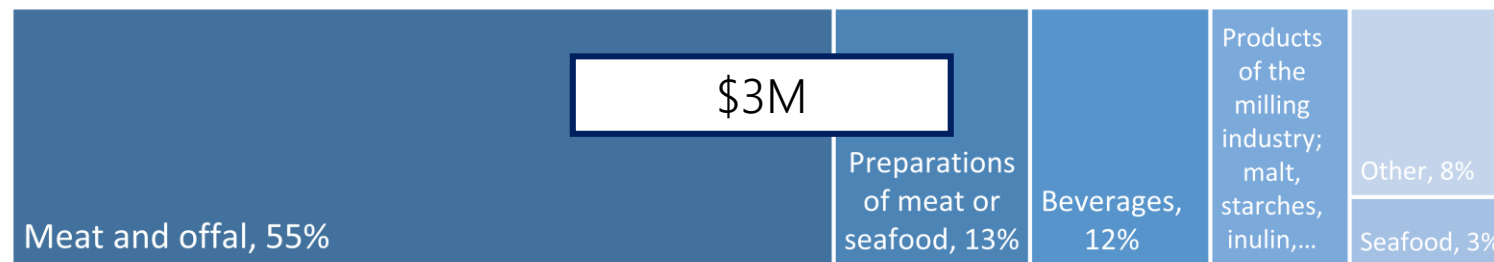 $3M
Meat and offal, 55%
Preparations
of meat or
seafood, 13%
Beverages,
12%
Products
of the
milling
industry;
malt,
starches,
inulin,...
Other, 8%
Seafood, 3%